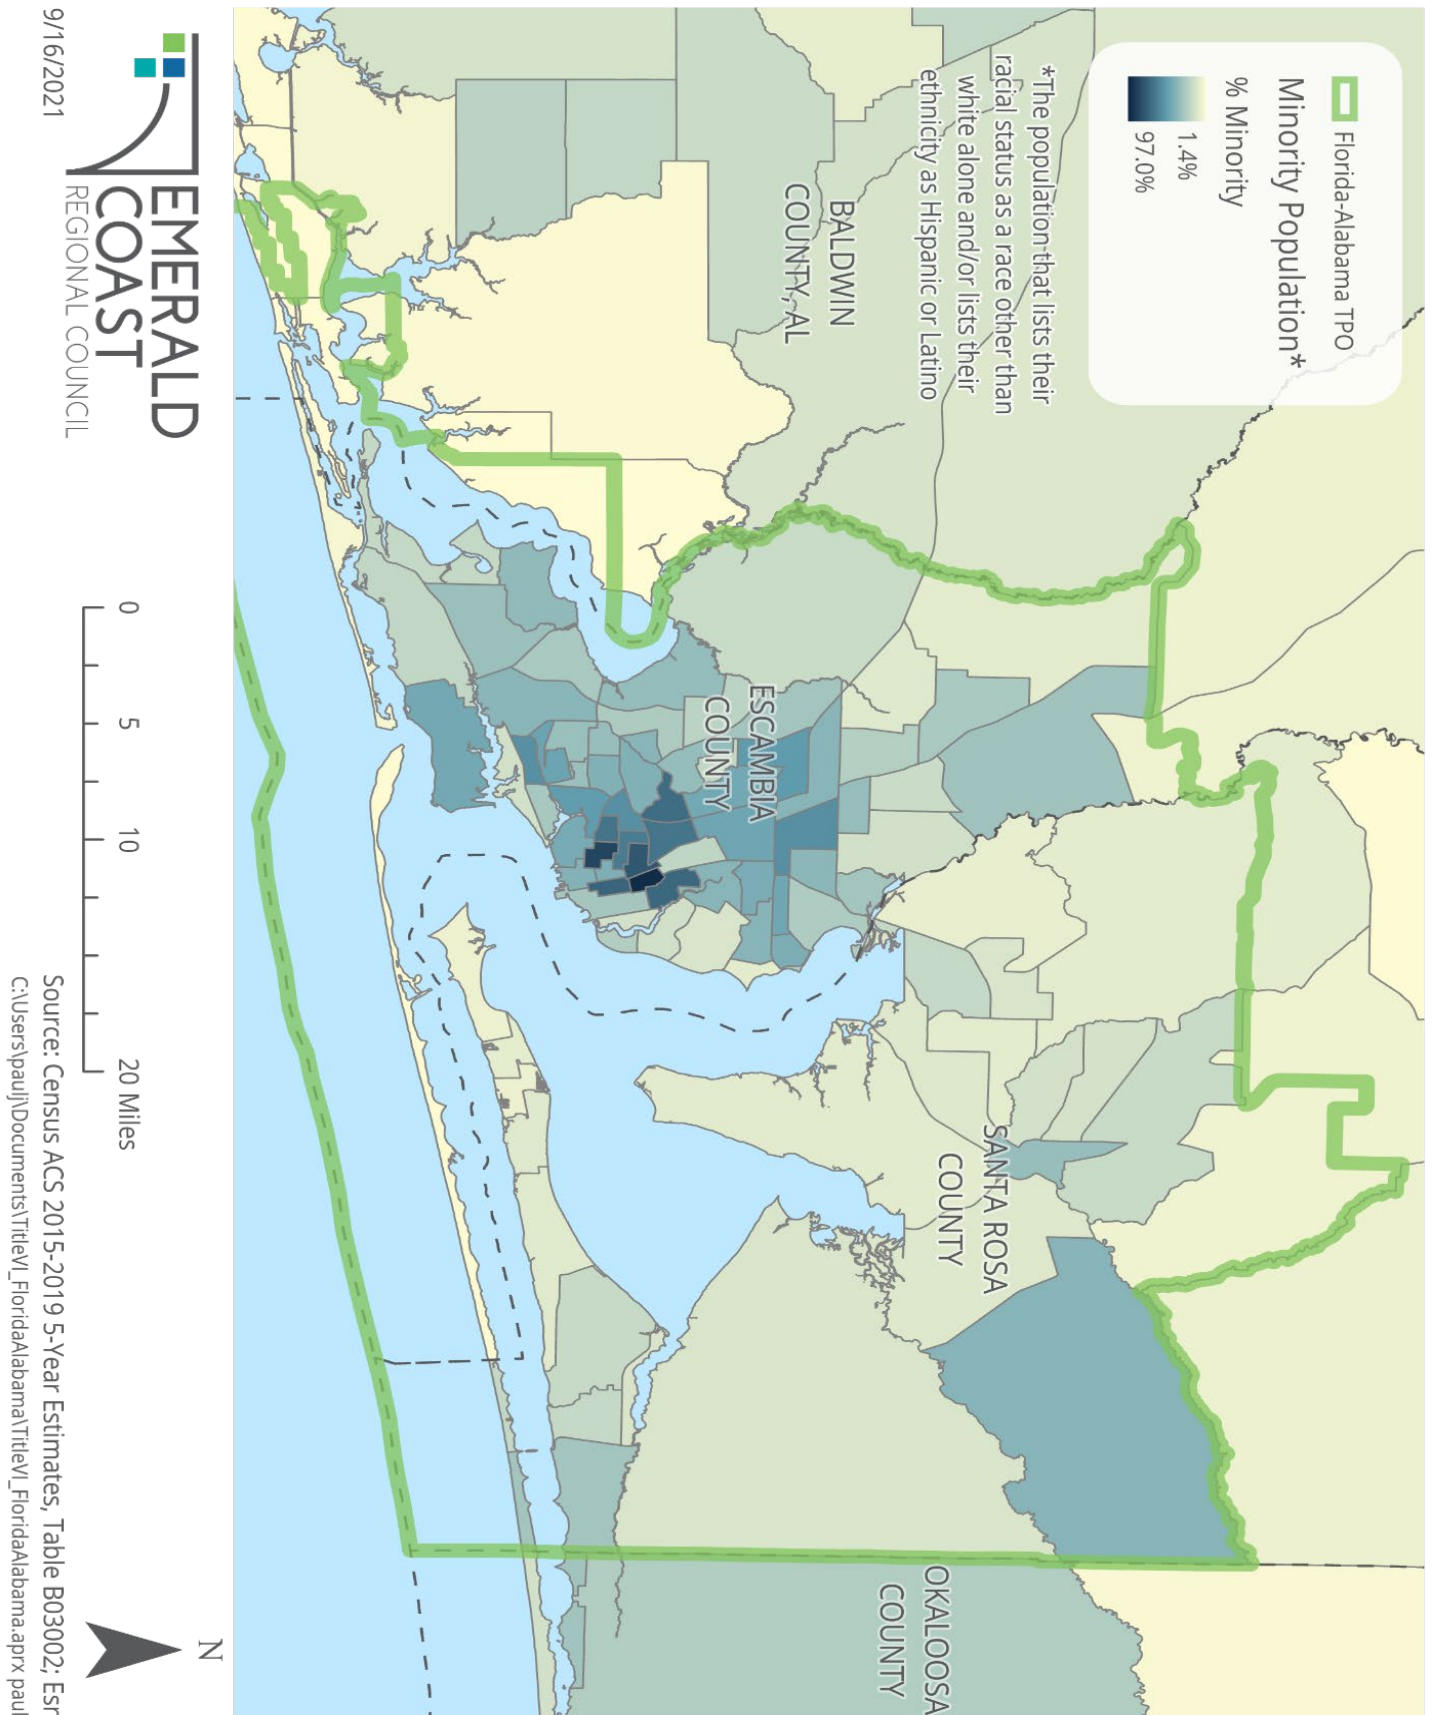 Florida-Alabama TPO
Minority Population*
% Minority
1.4%
97.0%
*The population that lists their
racial status as a race other than
white alone and/or lists their
ethnicity as Hispanic or Latino
BALDWIN
COUNTY, AL
ESCAMBIA
COUNTY
SANTA ROSA
COUNTY
OKALOOSA
COUNTY
EMERALD
COAST
REGIONAL COUNCIL
9/16/2021
0 5 10 20 Miles
N
Source: Census ACS 2015-2019 5-Year Estimates, Table B03002; Esr
C:\Users\paulj\Documents\TitleVI_FloridaAlabama\TitleVI_FloridaAlabama.aprx paul